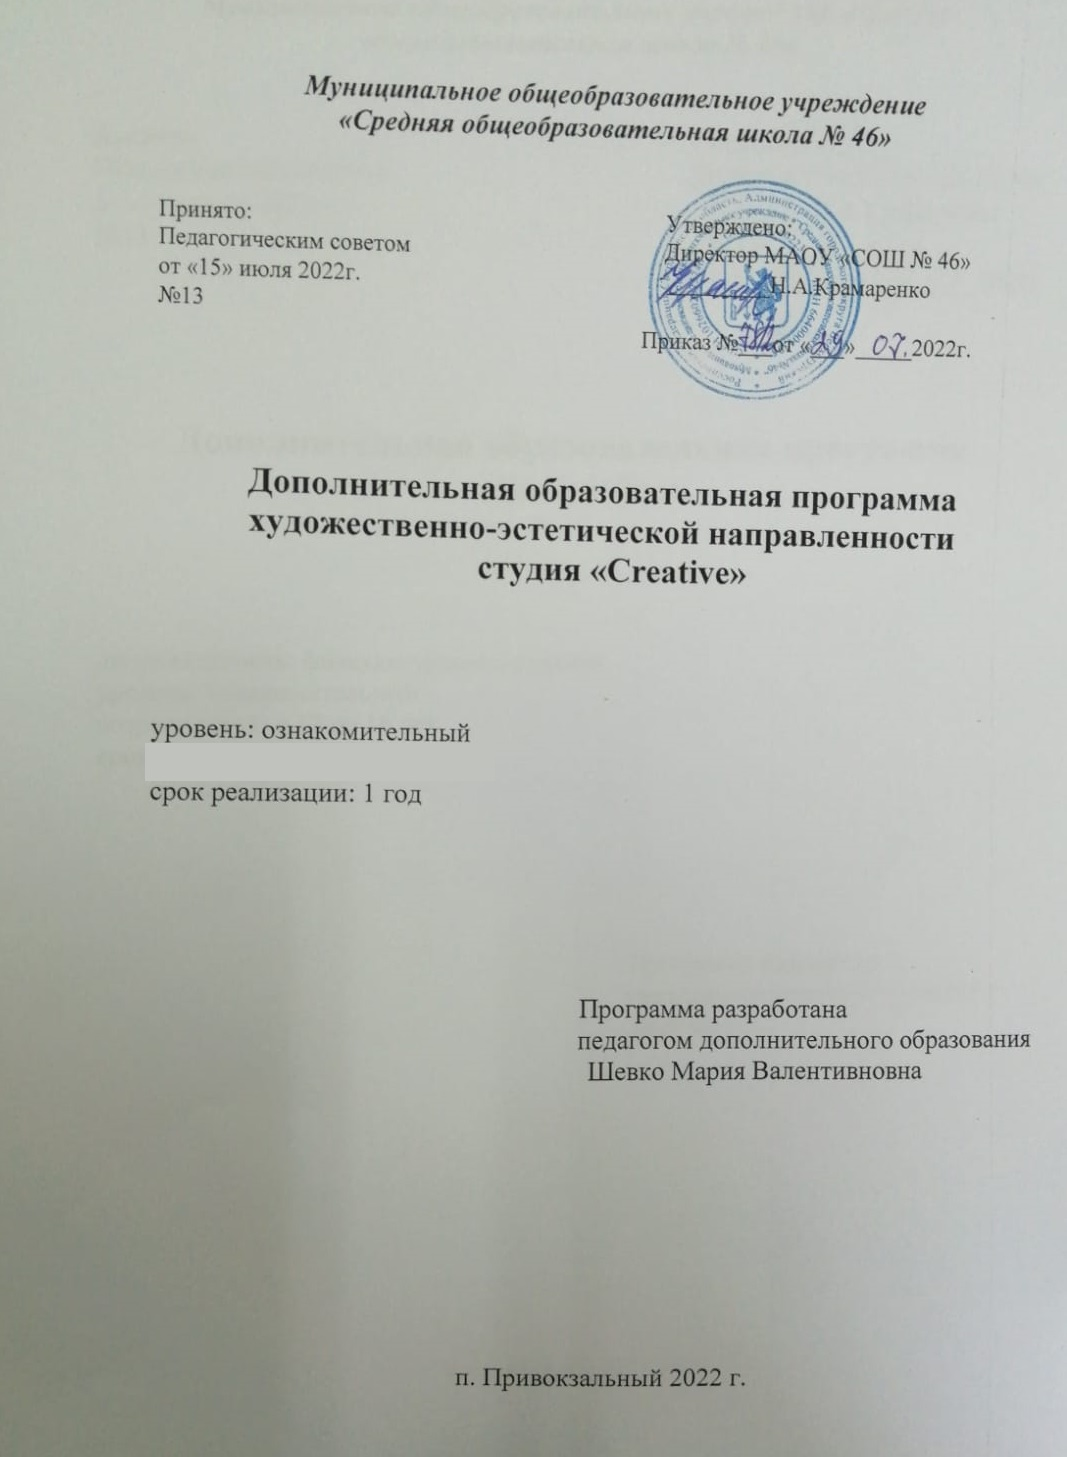 Муниципальное общеобразовательное учреждение
«Средняя общеобразовательная школа № 46»
Принято:
Педагогическим советом
от «15» июля 2022г.
№13
Утверждено:
Директор МАОУ «СОШ № 46»
Н.А.Крамаренко
Приказ № от «29» 07.2022г.
Дополнительная образовательная программа
художественно-эстетической направленности
студия «Creative»
уровень: ознакомительный
срок реализации: 1 год
Программа разработана
педагогом дополнительного образования
Шевко Мария Валентивновна
п. Привокзальный 2022 г.